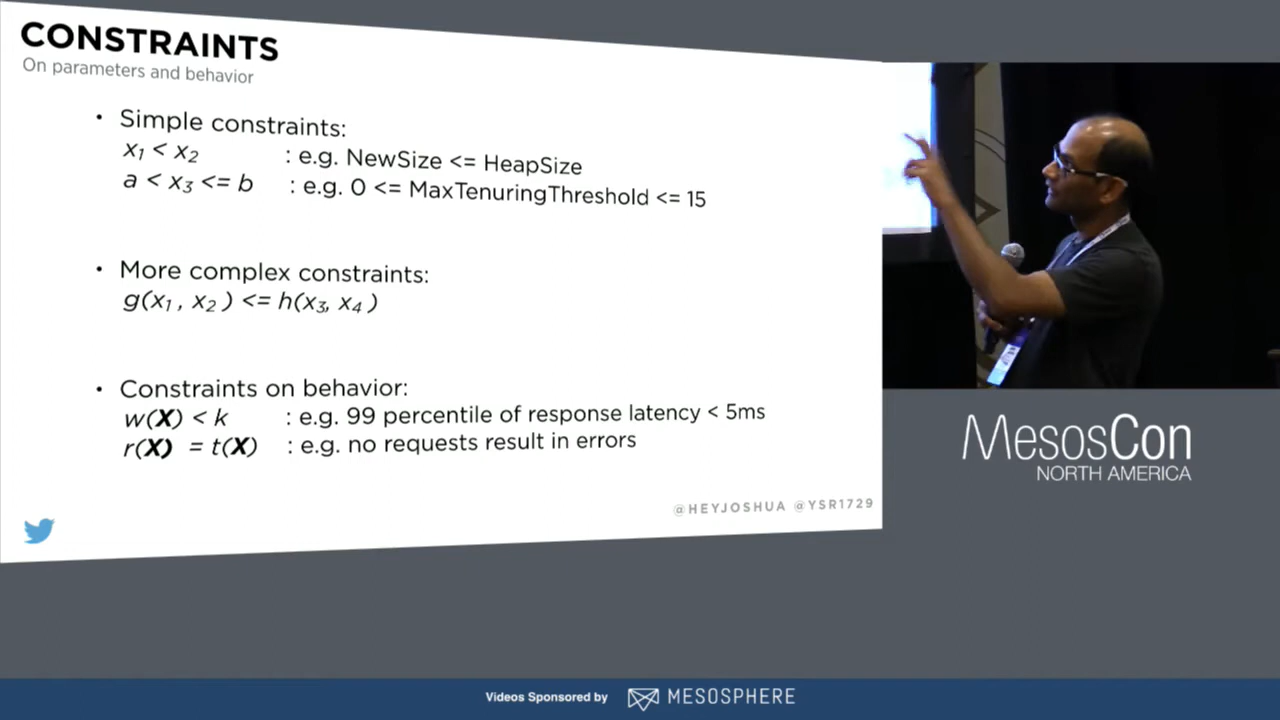 CONSTRAINTS
On parameters and behavior
• Simple constraints:
x₁ < x₂ : e.g. NewSize <= HeapSize
a < x₃ <= b : e.g. 0 <= MaxTenuringThreshold <= 15
• More complex constraints:
g(x₁ , x₂ ) <= h(x₃, x₄ )
• Constraints on behavior:
w(X) < k : e.g. 99 percentile of response latency < 5ms
r(X) = t(X) : e.g. no requests result in errors
@HEYJOSHUA @YSR1729
MesosCon
NORTH AMERICA
Videos Sponsored by MESOSPHERE